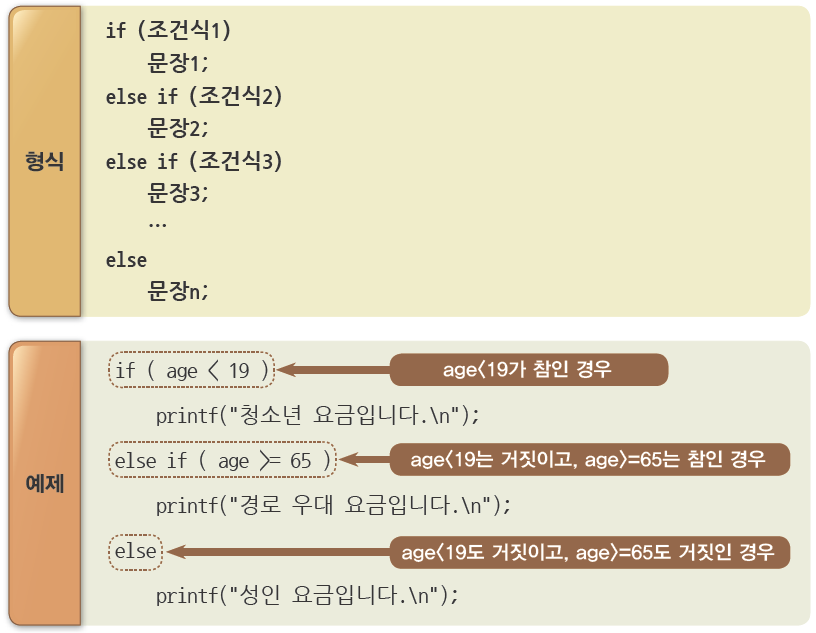 형식
if (조건식1)
문장1;
else if (조건식2)
문장2;
else if (조건식3)
문장3;
…
else
문장n;
예제
if ( age < 19 )
age<19가 참인 경우
printf("청소년 요금입니다.\n");
else if ( age >= 65 )
age<19는 거짓이고, age>=65는 참인 경우
printf("경로 우대 요금입니다.\n");
else
age<19도 거짓이고, age>=65도 거짓인 경우
printf("성인 요금입니다.\n");